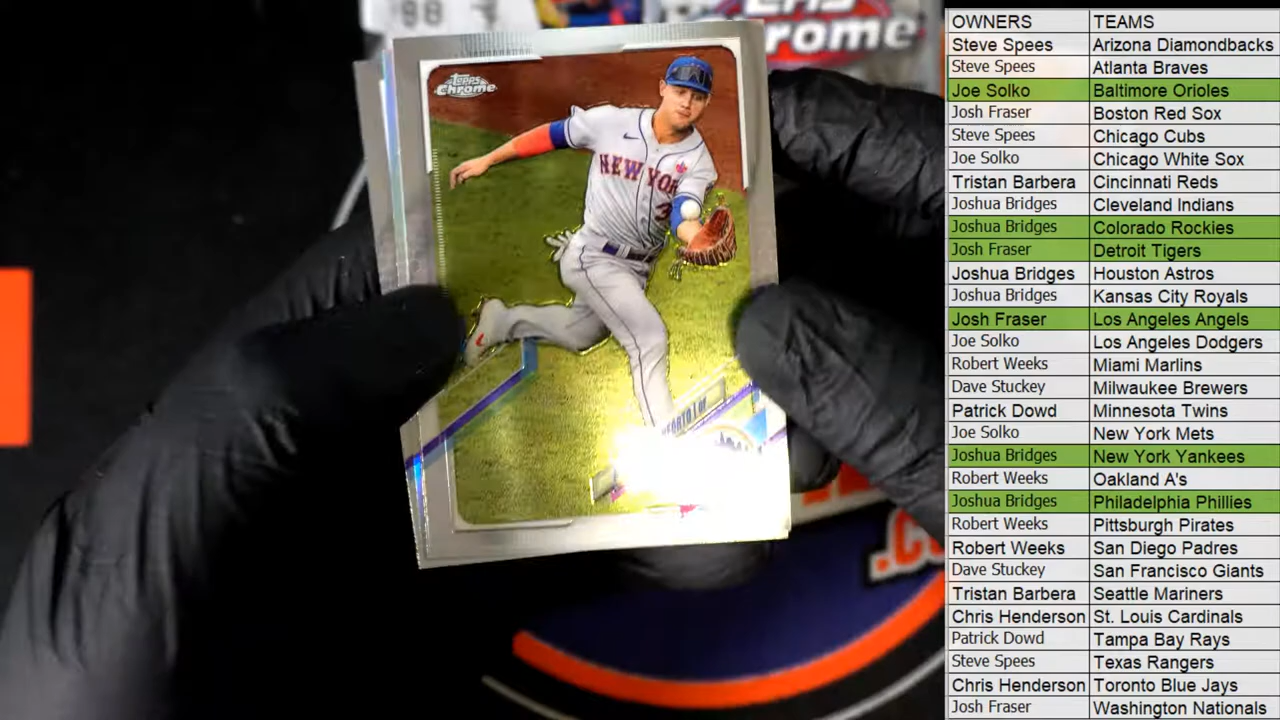 Topps
Chrome
Chrome
NEW YOR
3
.CO
OWNERS TEAMS
Steve Spees Arizona Diamondbacks
Steve Spees Atlanta Braves
Joe Solko Baltimore Orioles
Josh Fraser Boston Red Sox
Steve Spees Chicago Cubs
Joe Solko Chicago White Sox
Tristan Barbera Cincinnati Reds
Joshua Bridges Cleveland Indians
Joshua Bridges Colorado Rockies
Josh Fraser Detroit Tigers
Joshua Bridges Houston Astros
Joshua Bridges Kansas City Royals
Josh Fraser Los Angeles Angels
Joe Solko Los Angeles Dodgers
Robert Weeks Miami Marlins
Dave Stuckey Milwaukee Brewers
Patrick Dowd Minnesota Twins
Joe Solko New York Mets
Joshua Bridges New York Yankees
Robert Weeks Oakland A's
Joshua Bridges Philadelphia Phillies
Robert Weeks Pittsburgh Pirates
Robert Weeks San Diego Padres
Dave Stuckey San Francisco Giants
Tristan Barbera Seattle Mariners
Chris Henderson St. Louis Cardinals
Patrick Dowd Tampa Bay Rays
Steve Spees Texas Rangers
Chris Henderson Toronto Blue Jays
Josh Fraser Washington Nationals